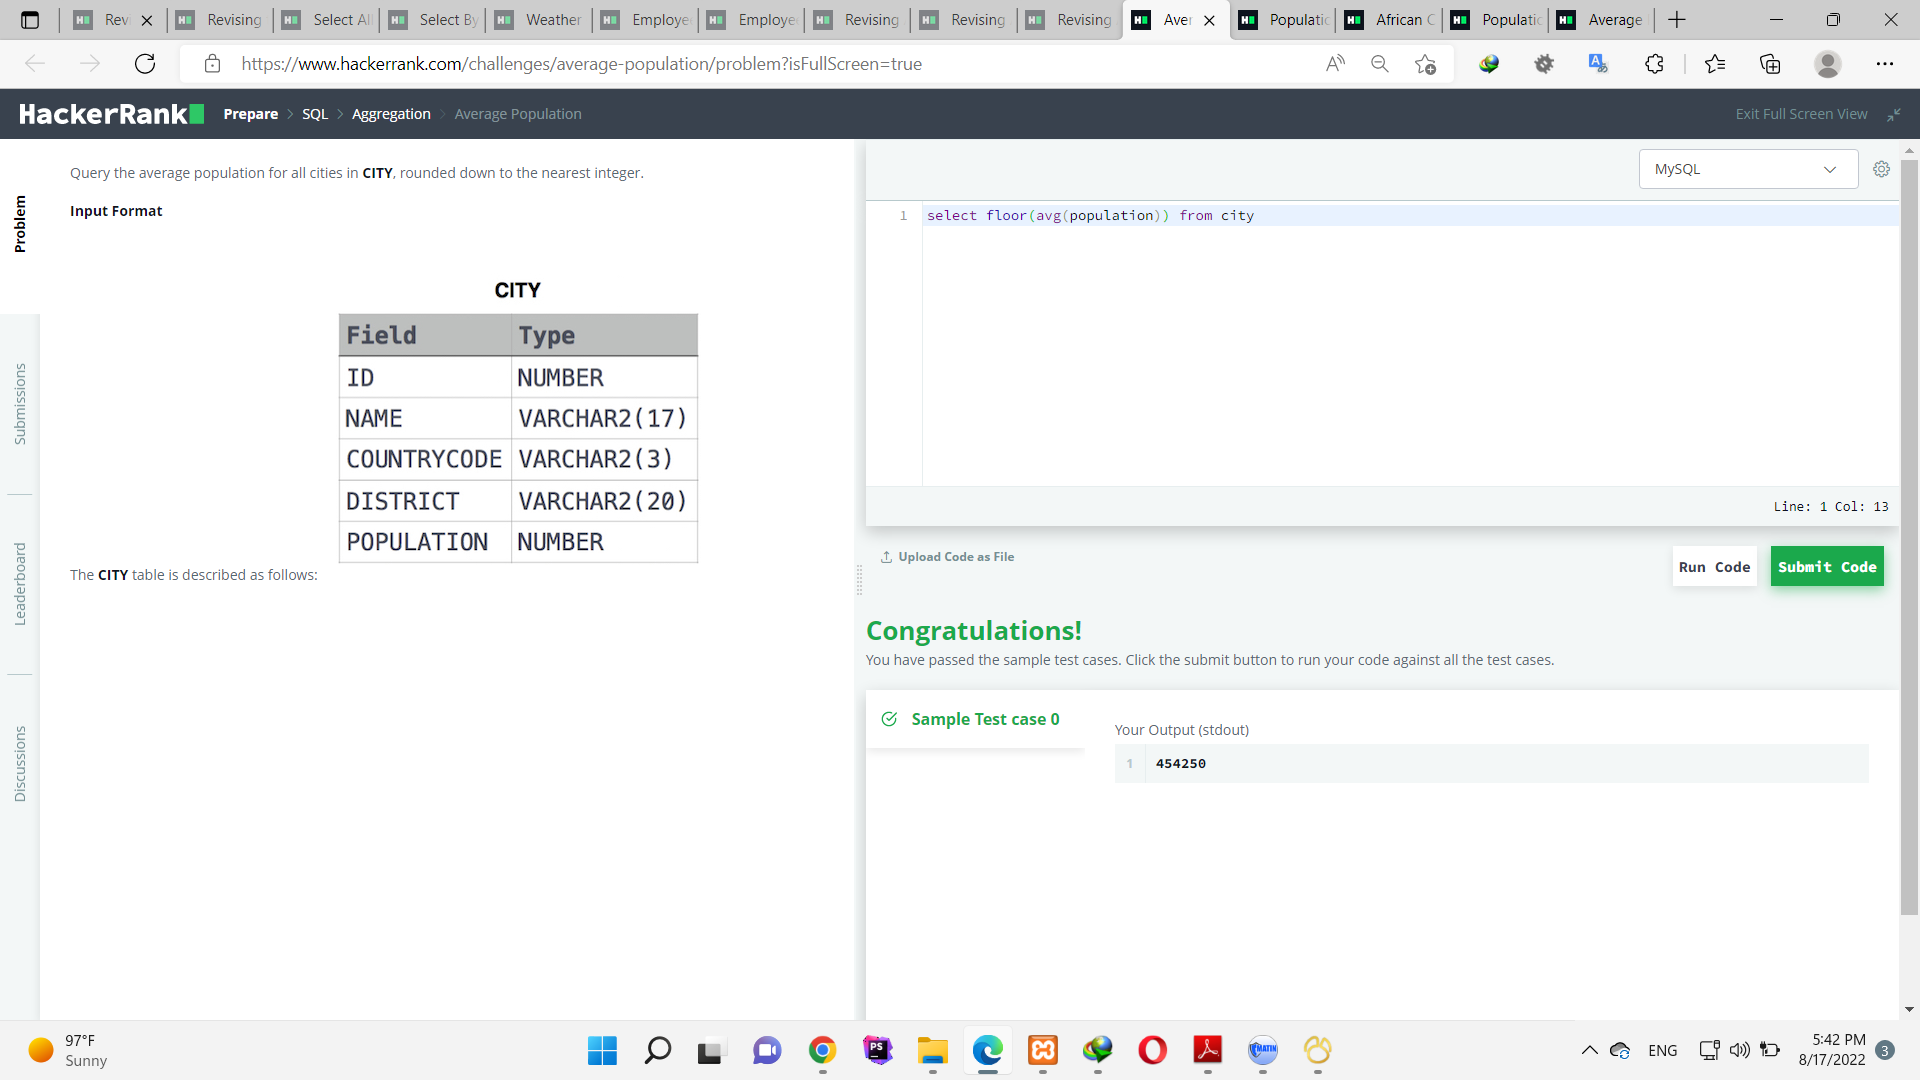 Rev
Revising
Select All
Select By
Weather
Employe
Employe
Revising
Revising
Revising
Aver
Populatio
African C
Populatio
Average
https://www.hackerrank.com/challenges/average-population/problem?isFullScreen=true
HackerRank
Prepare > SQL > Aggregation > Average Population
Exit Full Screen View
Problem
Submissions
Leaderboard
Discussions
Query the average population for all cities in CITY, rounded down to the nearest integer.
Input Format
CITY
Field Type
ID NUMBER
NAME VARCHAR2(17)
COUNTRYCODE VARCHAR2(3)
DISTRICT VARCHAR2(20)
POPULATION NUMBER
The CITY table is described as follows:
MySQL
1 select floor(avg(population)) from city
Line: 1 Col: 13
Upload Code as File
Run Code
Submit Code
Congratulations!
You have passed the sample test cases. Click the submit button to run your code against all the test cases.
Sample Test case 0
Your Output (stdout)
1 454250
97°F
Sunny
PS
MATIN
ENG
5:42 PM
8/17/2022
3